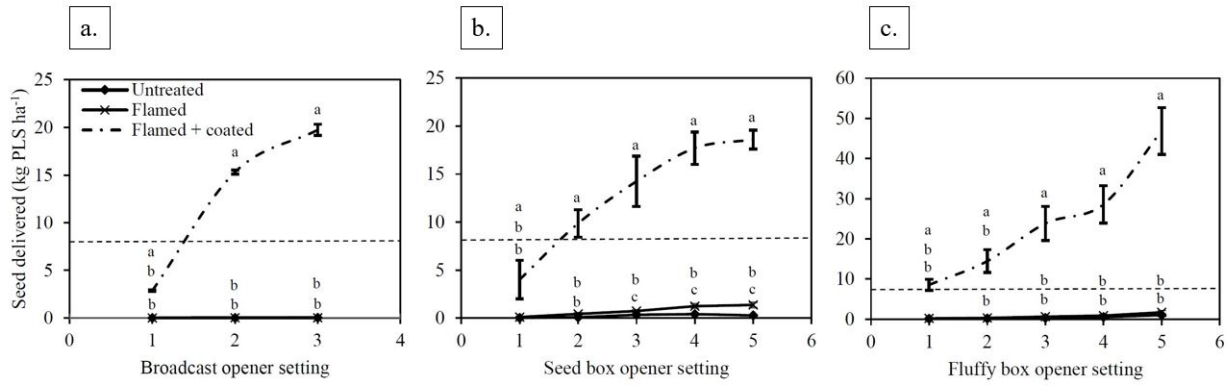 a.
b.
c.
Seed delivered (kg PLS ha⁻¹)
25
20
15
10
5
0
Untreated
Flamed
Flamed + coated
a
a
a
b
b
b
b
b
b
0
1
2
3
4
Broadcast opener setting
25
20
15
10
5
0
a
b
b
a
b
b
a
b
c
a
b
c
a
b
c
0
1
2
3
4
5
6
Seed box opener setting
60
50
40
30
20
10
0
a
b
b
a
b
b
a
b
b
a
b
b
a
b
b
0
1
2
3
4
5
6
Fluffy box opener setting